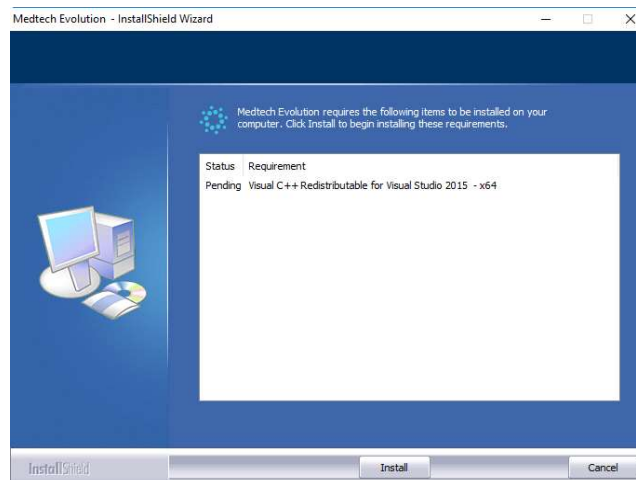 Medtech Evolution - InstallShield Wizard
Medtech Evolution requires the following items to be installed on your
computer. Click Install to begin installing these requirements.
Status Requirement
Pending Visual C++ Redistributable for Visual Studio 2015 - x64
InstallShield
Install
Cancel